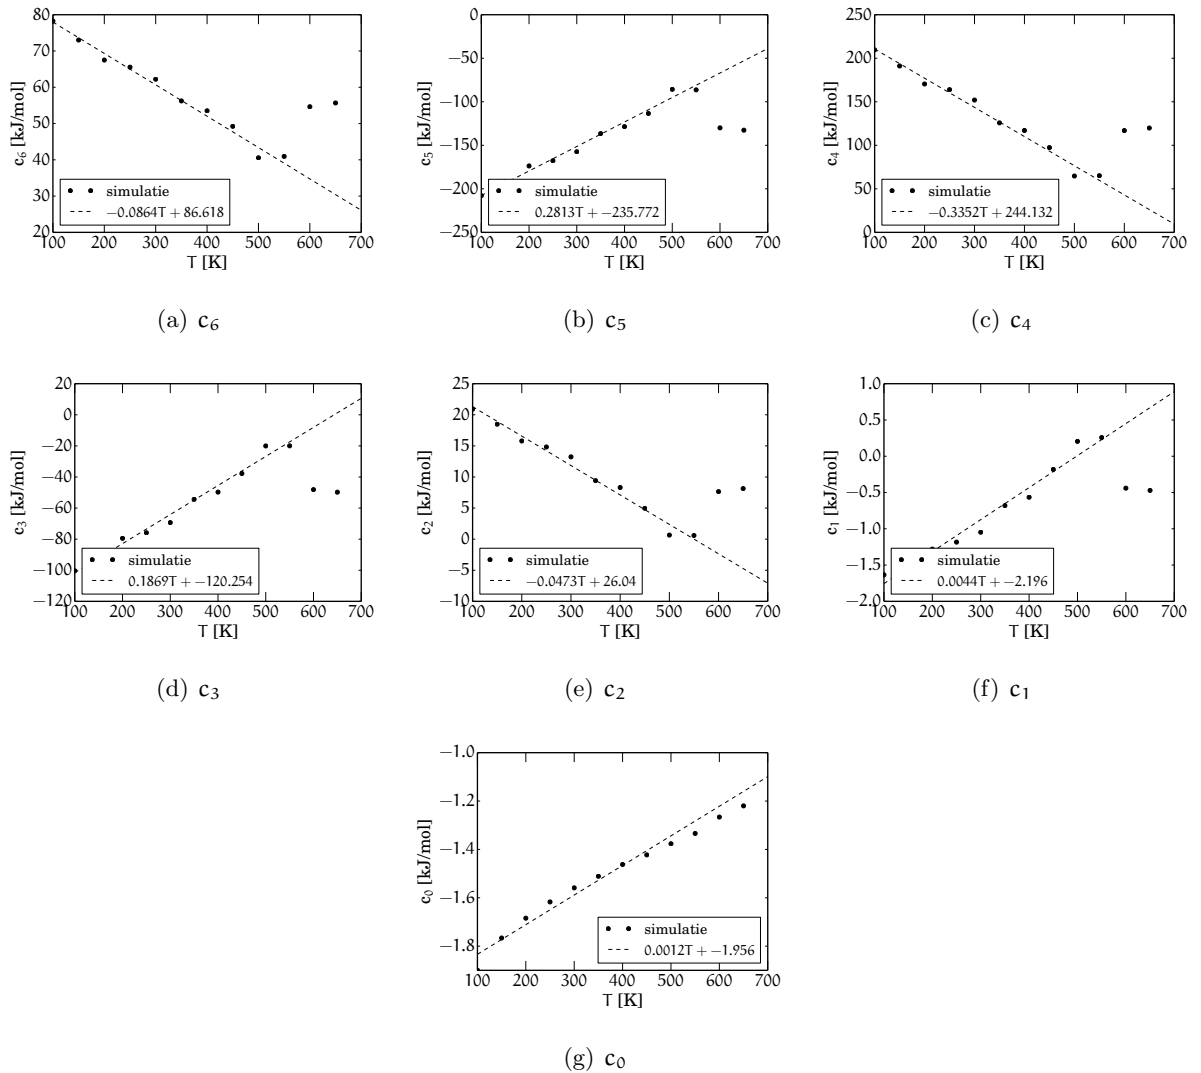 80
70
60
50
40
30
20
c6 [kJ/mol]
simulatie
−0.0864T + 86.618
100 200 300 400 500 600 700
T [K]
(a) c6
0
−50
−100
−150
−200
−250
c5 [kJ/mol]
simulatie
0.2813T + −235.772
100 200 300 400 500 600 700
T [K]
(b) c5
250
200
150
100
50
0
c4 [kJ/mol]
simulatie
−0.3352T + 244.132
100 200 300 400 500 600 700
T [K]
(c) c4
20
0
−20
−40
−60
−80
−100
−120
c3 [kJ/mol]
simulatie
0.1869T + −120.254
100 200 300 400 500 600 700
T [K]
(d) c3
25
20
15
10
5
0
−5
−10
c2 [kJ/mol]
simulatie
−0.0473T + 26.04
100 200 300 400 500 600 700
T [K]
(e) c2
1.0
0.5
0.0
−0.5
−1.0
−1.5
−2.0
c1 [kJ/mol]
simulatie
0.0044T + −2.196
100 200 300 400 500 600 700
T [K]
(f) c1
−1.0
−1.2
−1.4
−1.6
−1.8
c0 [kJ/mol]
simulatie
0.0012T + −1.956
100 200 300 400 500 600 700
T [K]
(g) c0